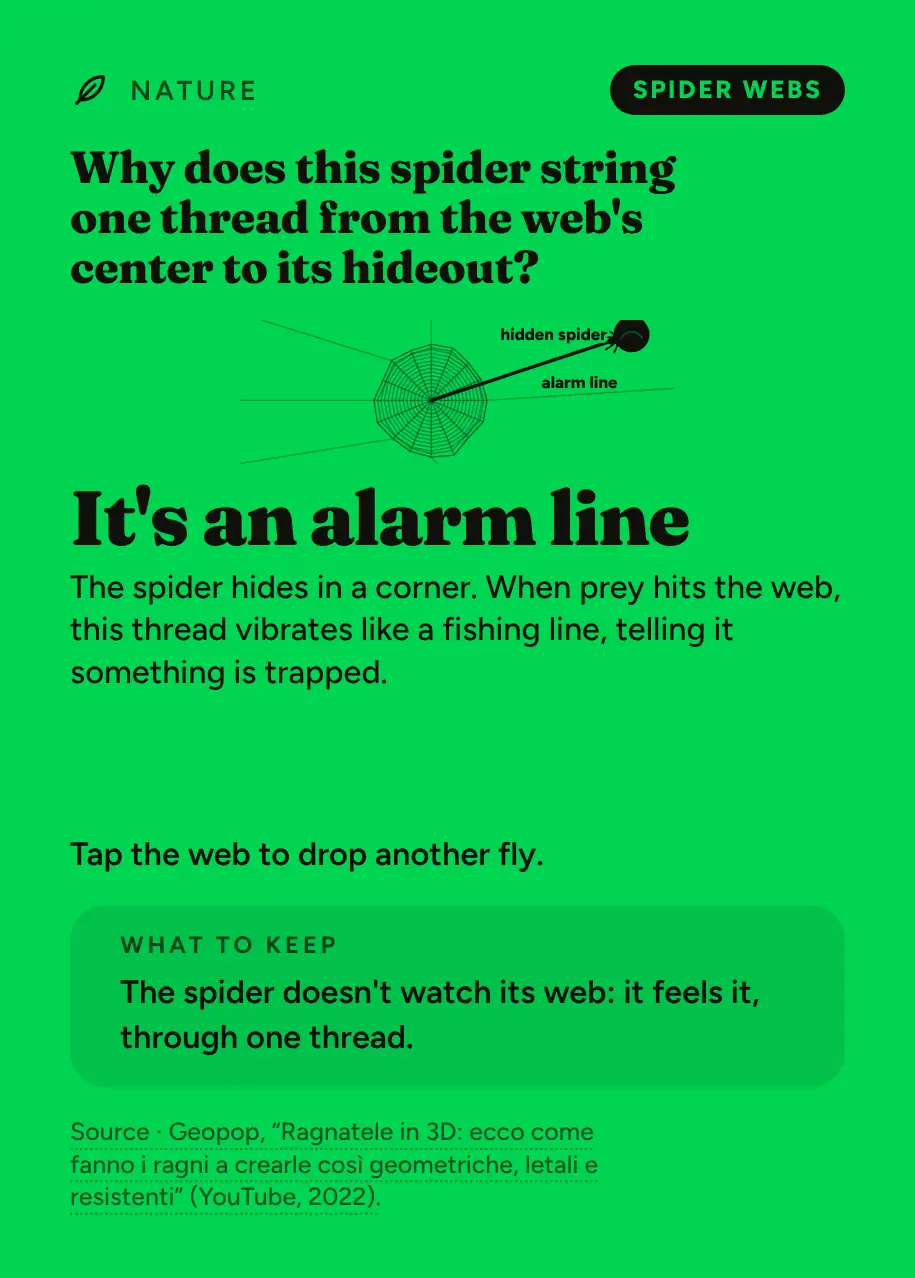 NATURE
SPIDER WEBS
Why does this spider string
one thread from the web's
center to its hideout?
hidden spider
alarm line
It's an alarm line
The spider hides in a corner. When prey hits the web,
this thread vibrates like a fishing line, telling it
something is trapped.
Tap the web to drop another fly.
WHAT TO KEEP
The spider doesn't watch its web: it feels it,
through one thread.
Source · Geopop, “Ragnatele in 3D: ecco come
fanno i ragni a crearle così geometriche, letali e
resistenti” (YouTube, 2022).